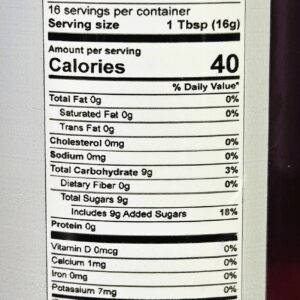 16 servings per container
Serving size 1 Tbsp (16g)
Amount per serving
Calories 40
% Daily Value*
Total Fat 0g 0%
Saturated Fat 0g 0%
Trans Fat 0g
Cholesterol 0mg 0%
Sodium 0mg 0%
Total Carbohydrate 9g 3%
Dietary Fiber 0g 0%
Total Sugars 9g
Includes 9g Added Sugars 18%
Protein 0g
Vitamin D 0mcg 0%
Calcium 1mg 0%
Iron 0mg 0%
Potassium 7mg 0%